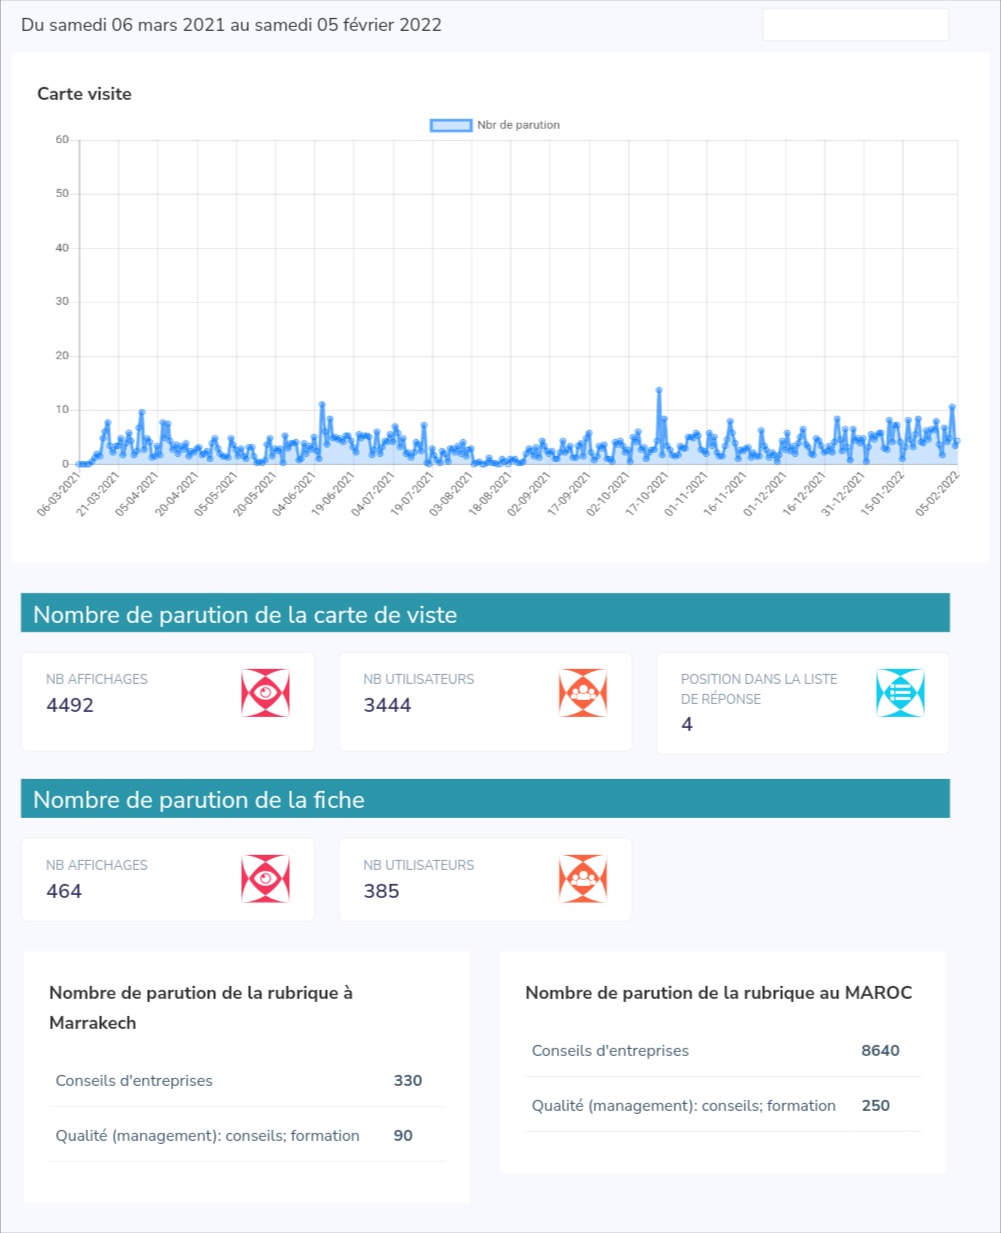 Du samedi 06 mars 2021 au samedi 05 février 2022
Carte visite
Nbr de parution
60
50
40
30
20
10
0
06-03-2021
21-03-2021
05-04-2021
20-04-2021
05-05-2021
20-05-2021
04-06-2021
19-06-2021
04-07-2021
19-07-2021
03-08-2021
18-08-2021
02-09-2021
17-09-2021
02-10-2021
17-10-2021
01-11-2021
16-11-2021
01-12-2021
16-12-2021
31-12-2021
15-01-2022
05-02-2022
Nombre de parution de la carte de viste
NB AFFICHAGES
4492
NB UTILISATEURS
3444
POSITION DANS LA LISTE
DE RÉPONSE
4
Nombre de parution de la fiche
NB AFFICHAGES
464
NB UTILISATEURS
385
Nombre de parution de la rubrique à
Marrakech
Conseils d'entreprises 330
Qualité (management): conseils; formation 90
Nombre de parution de la rubrique au MAROC
Conseils d'entreprises 8640
Qualité (management): conseils; formation 250